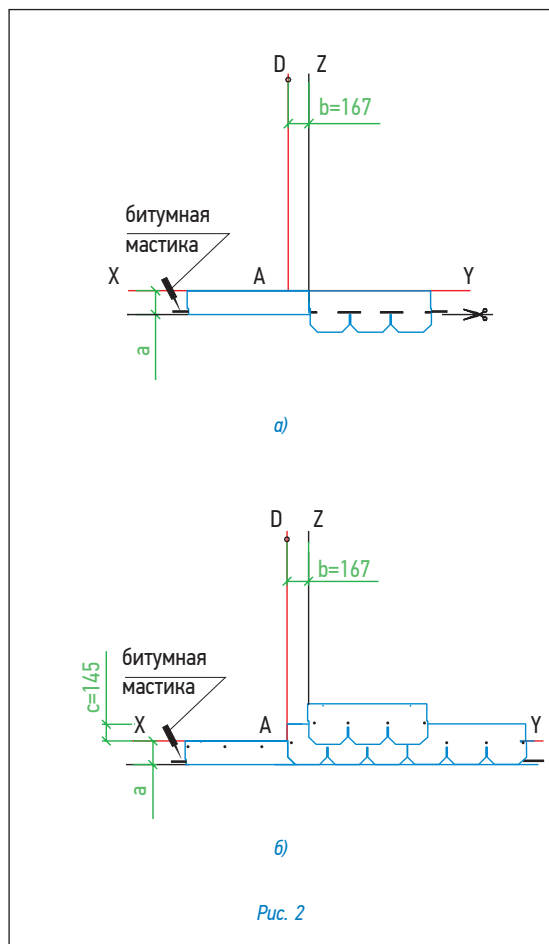 D Z
b=167
битумная
мастика
X A Y
a
а)
D Z
b=167
c=145
битумная
мастика
X A Y
a
б)
Рис. 2